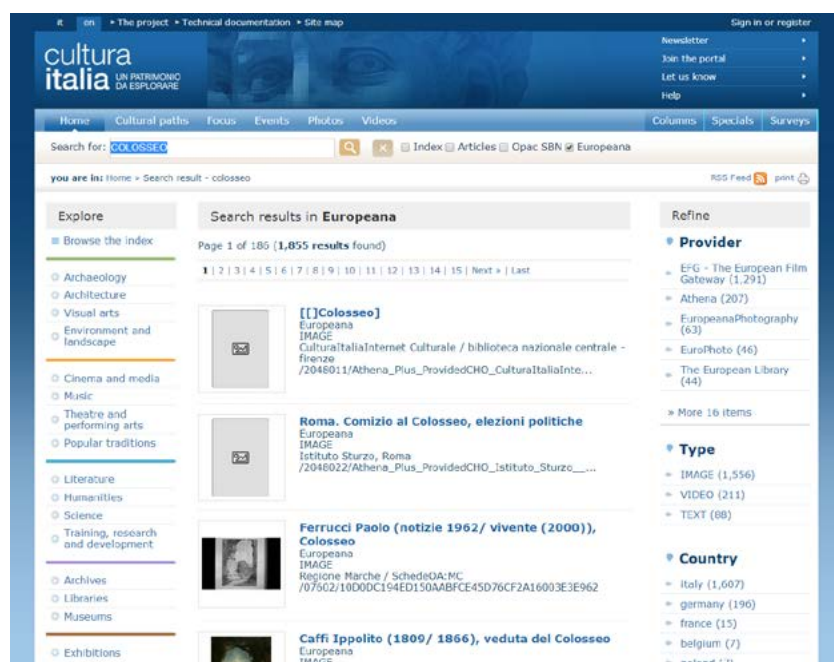 it en The project Technical documentation Site map Sign in or register
cultura
italia UN PATRIMONIO
DA ESPLORARE
Newsletter
Join the portal
Let us know
Help
Home Cultural paths Focus Events Photos Videos Columns Specials Surveys
Search for: COLOSSEO Index Articles Opac SBN Europeana
you are in: Home » Search result - colosseo RSS Feed print
Explore
Browse the index
Archaeology
Architecture
Visual arts
Environment and
landscape
Cinema and media
Music
Theatre and
performing arts
Popular traditions
Literature
Humanities
Science
Training, research
and development
Archives
Libraries
Museums
Exhibitions
Search results in Europeana
Page 1 of 186 (1,855 results found)
1 | 2 | 3 | 4 | 5 | 6 | 7 | 8 | 9 | 10 | 11 | 12 | 13 | 14 | 15 | Next » | Last
[[]Colosseo]
Europeana
IMAGE
CulturaItaliaInternet Culturale / biblioteca nazionale centrale -
firenze
/2048011/Athena_Plus_ProvidedCHO_CulturaItaliaInte...
Roma. Comizio al Colosseo, elezioni politiche
Europeana
IMAGE
Istituto Sturzo, Roma
/2048022/Athena_Plus_ProvidedCHO_Istituto_Sturzo__...
Ferrucci Paolo (notizie 1962/ vivente (2000)),
Colosseo
Europeana
IMAGE
Regione Marche / SchedeOA:MC
/07602/10D0DC194ED150AABFCE45D76CF2A16003E3E962
Caffi Ippolito (1809/ 1866), veduta del Colosseo
Europeana
IMAGE
Refine
Provider
EFG - The European Film
Gateway (1,291)
Athena (207)
EuropeanaPhotography
(63)
EuroPhoto (46)
The European Library
(44)
» More 16 items
Type
IMAGE (1,556)
VIDEO (211)
TEXT (88)
Country
italy (1,607)
germany (196)
france (15)
belgium (7)